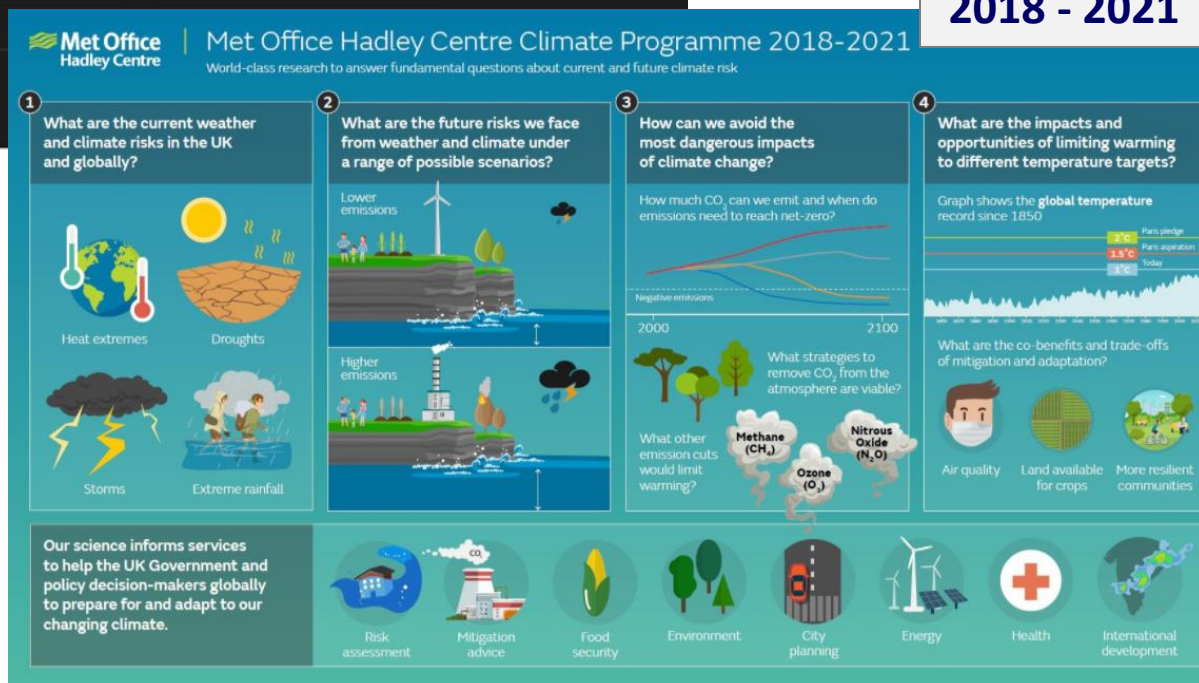 2018 - 2021
Met Office
Hadley Centre
Met Office Hadley Centre Climate Programme 2018-2021
World-class research to answer fundamental questions about current and future climate risk
1
What are the current weather
and climate risks in the UK
and globally?
Heat extremes
Droughts
Storms
Extreme rainfall
2
What are the future risks we face
from weather and climate under
a range of possible scenarios?
Lower
emissions
Higher
emissions
3
How can we avoid the
most dangerous impacts
of climate change?
How much CO₂ can we emit and when do
emissions need to reach net-zero?
Negative emissions
2000
2100
What strategies to
remove CO₂ from the
atmosphere are viable?
What other
emission cuts
would limit
warming?
Methane
(CH₄)
Ozone
(O₃)
Nitrous
Oxide
(N₂O)
4
What are the impacts and
opportunities of limiting warming
to different temperature targets?
Graph shows the global temperature
record since 1850
2°C
Paris pledge
1.5°C
Paris aspiration
1°C
Today
What are the co-benefits and trade-offs
of mitigation and adaptation?
Air quality
Land available
for crops
More resilient
communities
Our science informs services
to help the UK Government and
policy decision-makers globally
to prepare for and adapt to our
changing climate.
Risk
assessment
CO₂
Mitigation
advice
Food
security
Environment
City
planning
Energy
Health
International
development